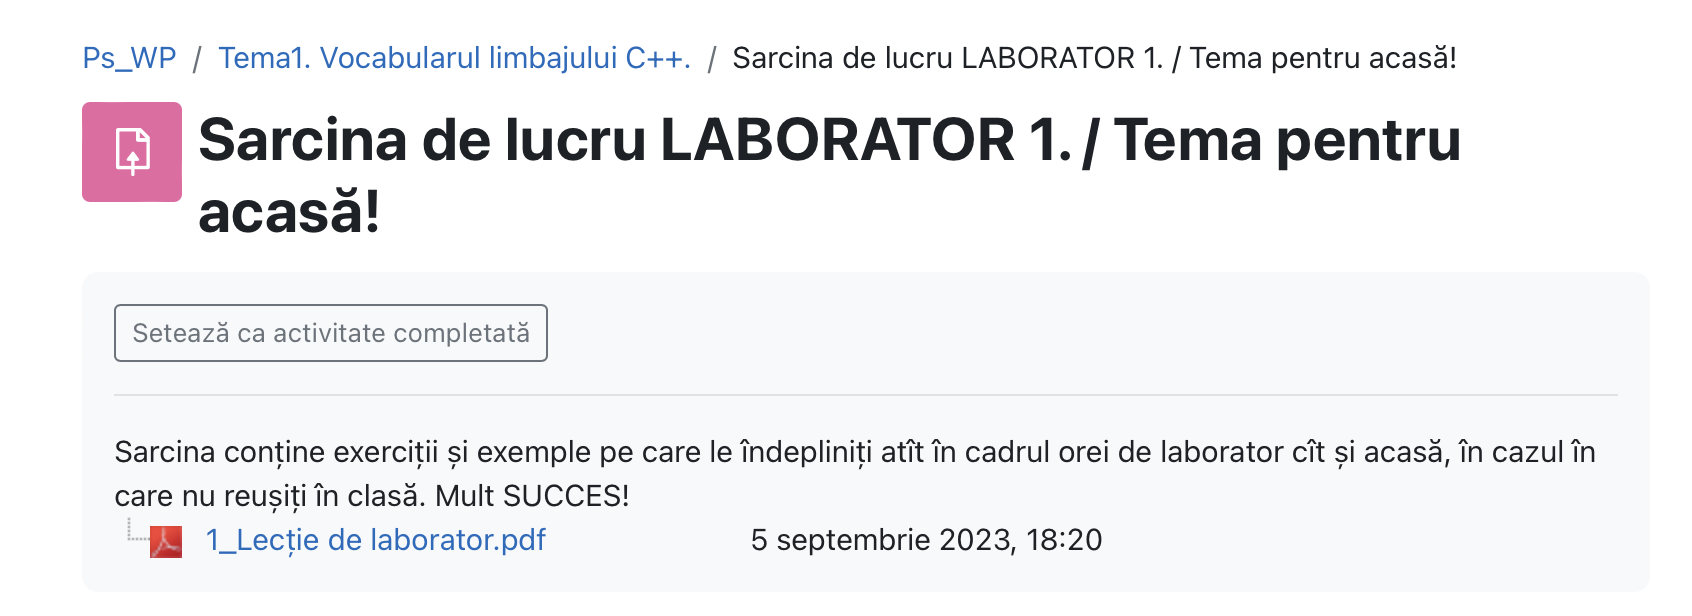 Ps_WP / Tema1. Vocabularul limbajului C++. / Sarcina de lucru LABORATOR 1. / Tema pentru acasă!
Sarcina de lucru LABORATOR 1. / Tema pentru
acasă!
Setează ca activitate completată
Sarcina conține exerciții și exemple pe care le îndepliniți atît în cadrul orei de laborator cît și acasă, în cazul în
care nu reușiți în clasă. Mult SUCCES!
1_Lecție de laborator.pdf 5 septembrie 2023, 18:20